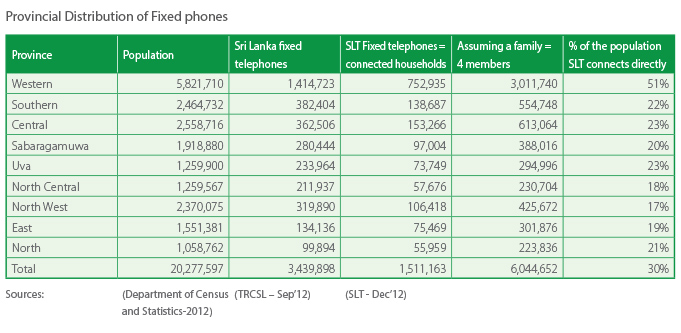 Provincial Distribution of Fixed phones
Province Population Sri Lanka fixed telephones SLT Fixed telephones = connected households Assuming a family = 4 members % of the population SLT connects directly
Western 5,821,710 1,414,723 752,935 3,011,740 51%
Southern 2,464,732 382,404 138,687 554,748 22%
Central 2,558,716 362,506 153,266 613,064 23%
Sabaragamuwa 1,918,880 280,444 97,004 388,016 20%
Uva 1,259,900 233,964 73,749 294,996 23%
North Central 1,259,567 211,937 57,676 230,704 18%
North West 2,370,075 319,890 106,418 425,672 17%
East 1,551,381 134,136 75,469 301,876 19%
North 1,058,762 99,894 55,959 223,836 21%
Total 20,277,597 3,439,898 1,511,163 6,044,652 30%
Sources: (Department of Census and Statistics-2012) (TRCSL – Sep'12) (SLT - Dec'12)